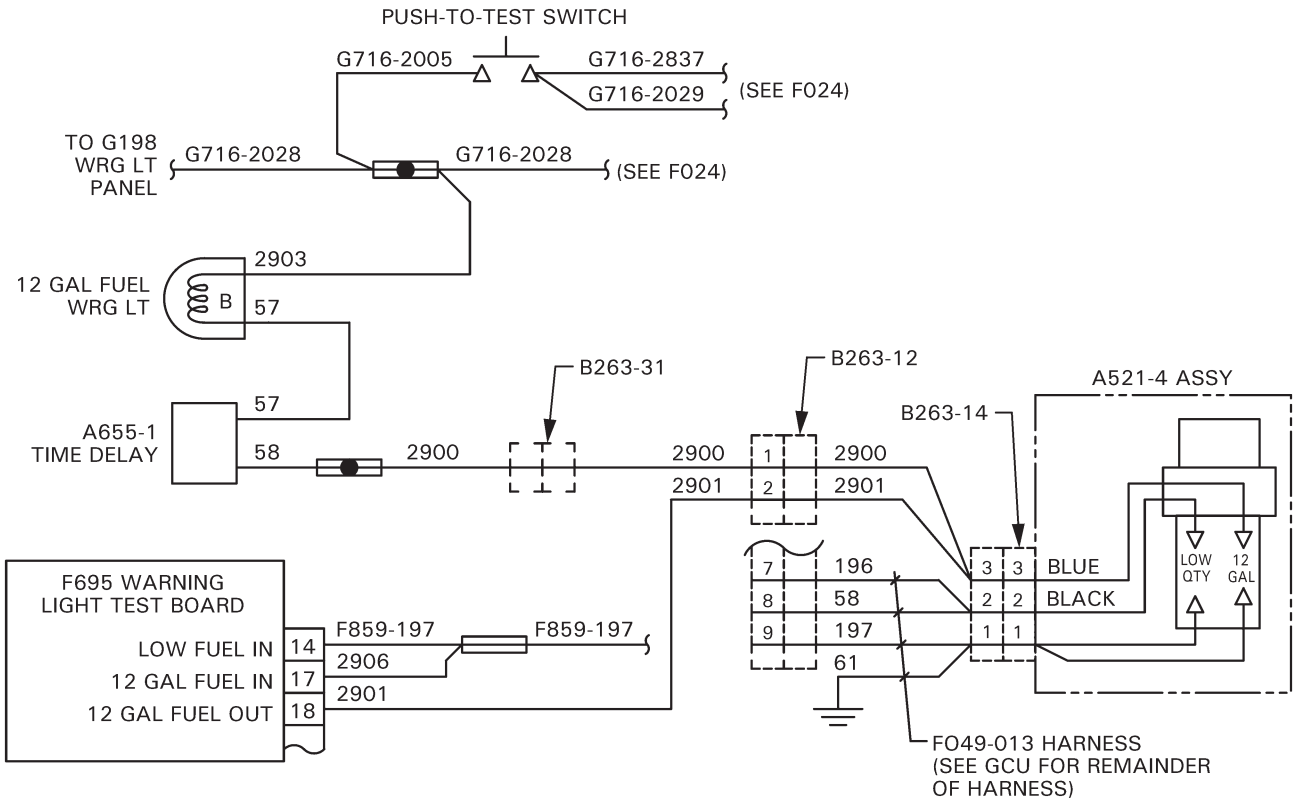 PUSH-TO-TEST SWITCH
G716-2005
G716-2837
G716-2029
(SEE F024)
TO G198
WRG LT
PANEL
G716-2028
G716-2028
(SEE F024)
12 GAL FUEL
WRG LT
B
2903
57
A655-1
TIME DELAY
57
58
2900
B263-31
2900
2901
B263-12
1
2
2900
2901
B263-14
A521-4 ASSY
7
8
9
196
58
197
61
3
3
2
2
1
1
BLUE
BLACK
LOW
QTY
12
GAL
F695 WARNING
LIGHT TEST BOARD
LOW FUEL IN
14
12 GAL FUEL IN
17
12 GAL FUEL OUT
18
F859-197
F859-197
2906
2901
FO49-013 HARNESS
(SEE GCU FOR REMAINDER
OF HARNESS)